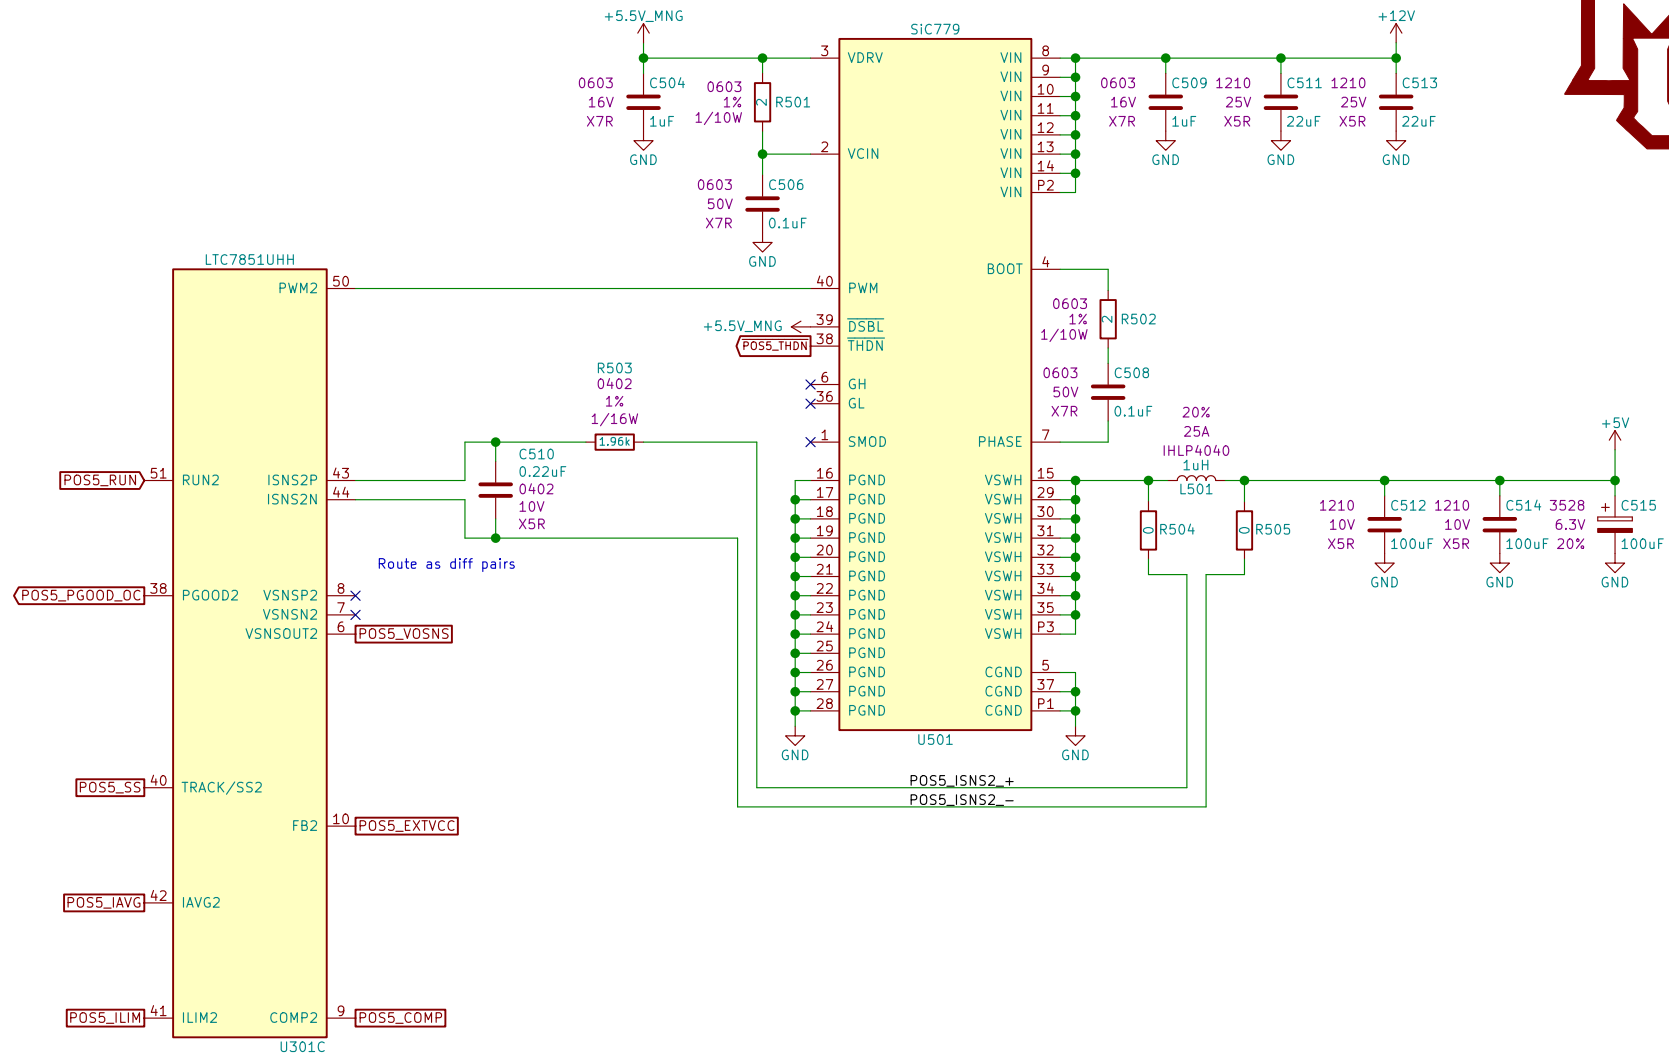 +5.5V_MNG
SiC779
+12V
3 VDRV
VIN 8
VIN 9
VIN 10
VIN 11
VIN 12
VIN 13
VIN 14
VIN P2
0603
16V
X7R
C504
1uF
GND
0603
1%
1/10W
2
R501
2 VCIN
0603
50V
X7R
C506
0.1uF
GND
0603
16V
X7R
C509
1uF
GND
1210
25V
X5R
C511
22uF
GND
1210
25V
X5R
C513
22uF
GND
LTC7851UHH
PWM2 50
40 PWM
BOOT 4
+5.5V_MNG
39 DSBL
POS5_THDN
38 THDN
6 GH
36 GL
1 SMOD
PHASE 7
0603
1%
1/10W
2
R502
0603
50V
X7R
C508
0.1uF
R503
0402
1%
1/16W
1.96k
C510
0.22uF
0402
10V
X5R
Route as diff pairs
20%
25A
IHLP4040
1uH
L501
+5V
POS5_RUN
51 RUN2
ISNS2P 43
ISNS2N 44
16 PGND
17 PGND
18 PGND
19 PGND
20 PGND
21 PGND
22 PGND
23 PGND
24 PGND
25 PGND
26 PGND
27 PGND
28 PGND
GND
VSWH 15
VSWH 29
VSWH 30
VSWH 31
VSWH 32
VSWH 33
VSWH 34
VSWH 35
VSWH P3
CGND 5
CGND 37
CGND P1
GND
U501
0
R504
0
R505
1210
10V
X5R
C512
100uF
GND
1210
10V
X5R
C514
100uF
GND
3528
6.3V
20%
+
C515
100uF
GND
POS5_PGOOD_OC
38 PGOOD2
VSNSP2 8
VSNSN2 7
VSNSOUT2 6
POS5_VOSNS
POS5_ISNS2_+
POS5_ISNS2_-
POS5_SS
40 TRACK/SS2
FB2 10
POS5_EXTVCC
POS5_IAVG
42 IAVG2
POS5_ILIM
41 ILIM2
COMP2 9
POS5_COMP
U301C